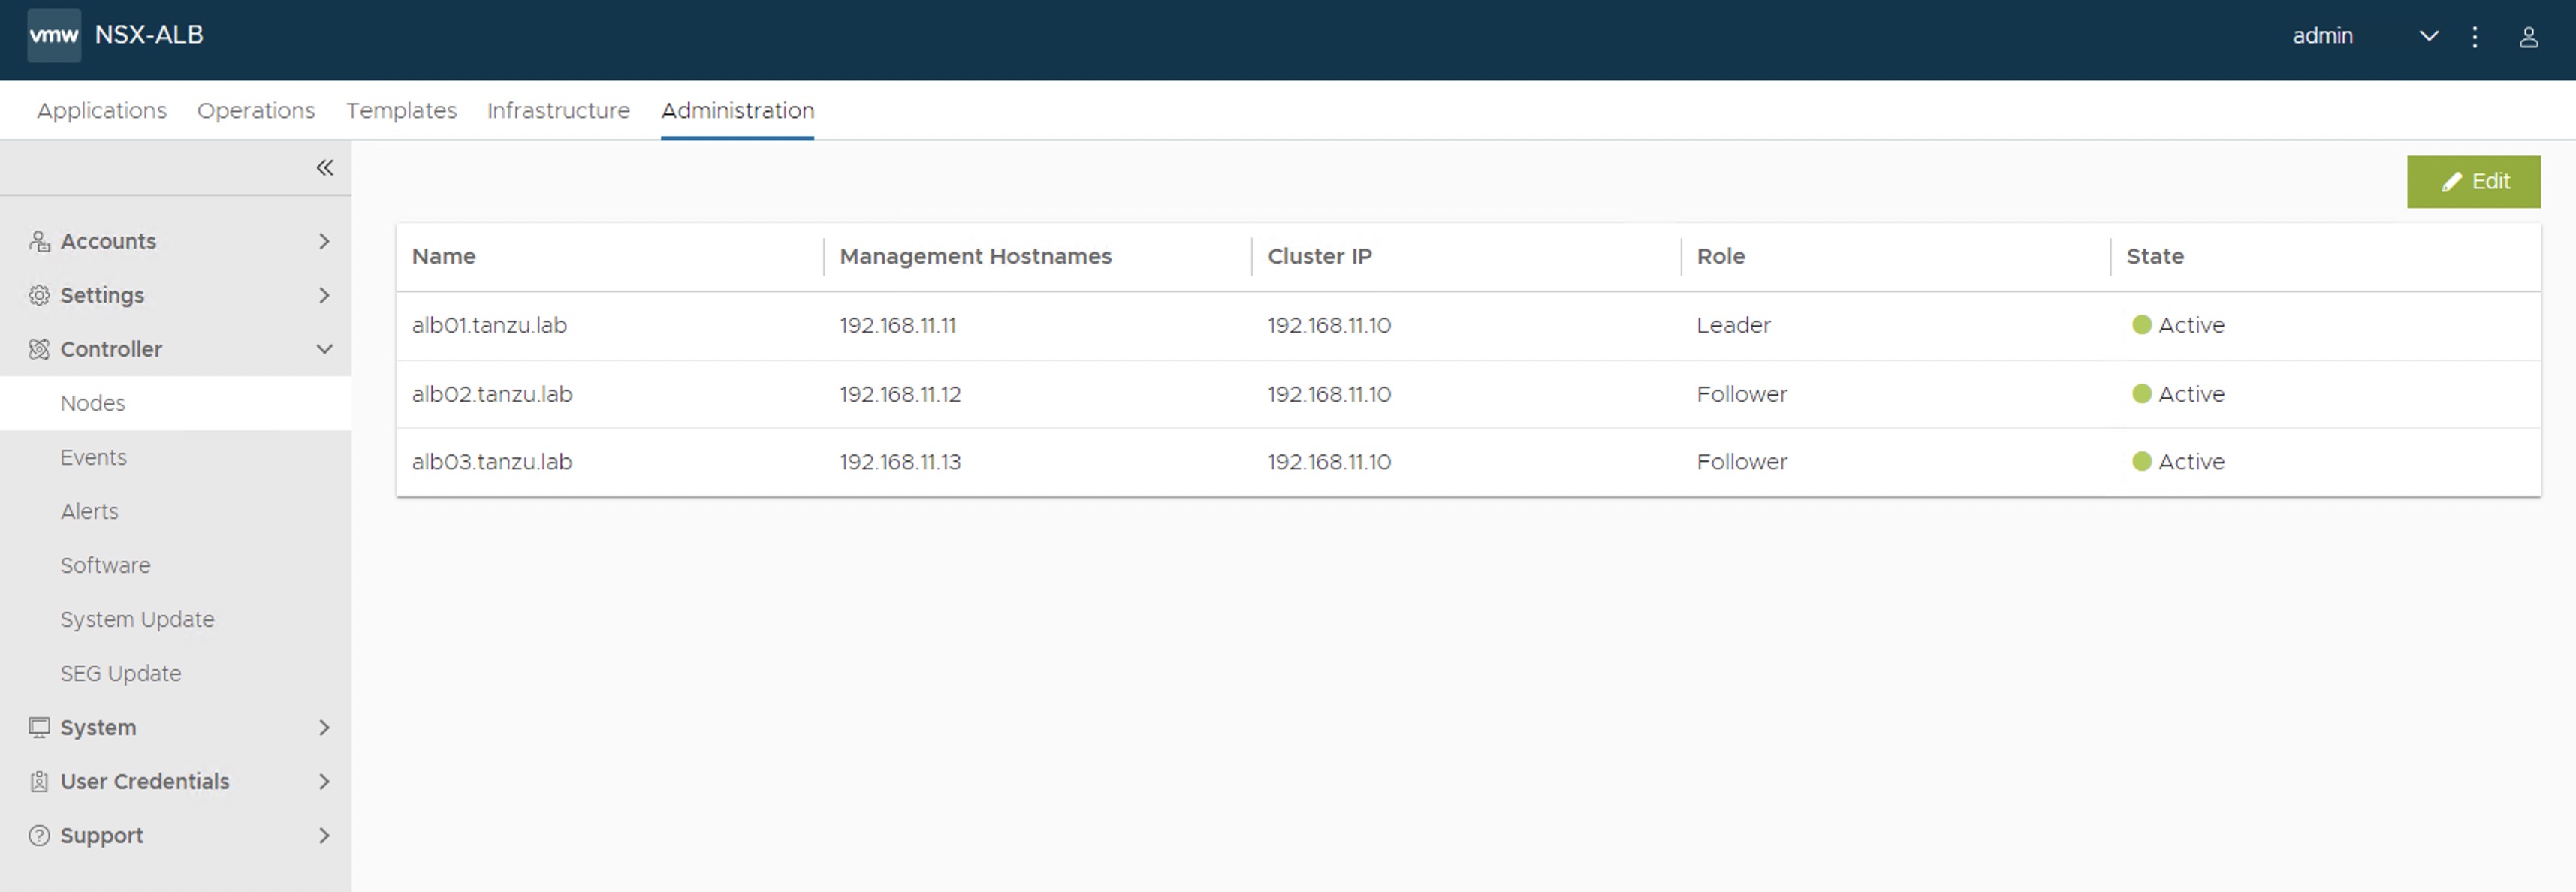 vmw NSX-ALB admin
Applications Operations Templates Infrastructure Administration
Edit
Accounts
Settings
Controller
Nodes
Events
Alerts
Software
System Update
SEG Update
System
User Credentials
Support
Name Management Hostnames Cluster IP Role State
alb01.tanzu.lab 192.168.11.11 192.168.11.10 Leader Active
alb02.tanzu.lab 192.168.11.12 192.168.11.10 Follower Active
alb03.tanzu.lab 192.168.11.13 192.168.11.10 Follower Active